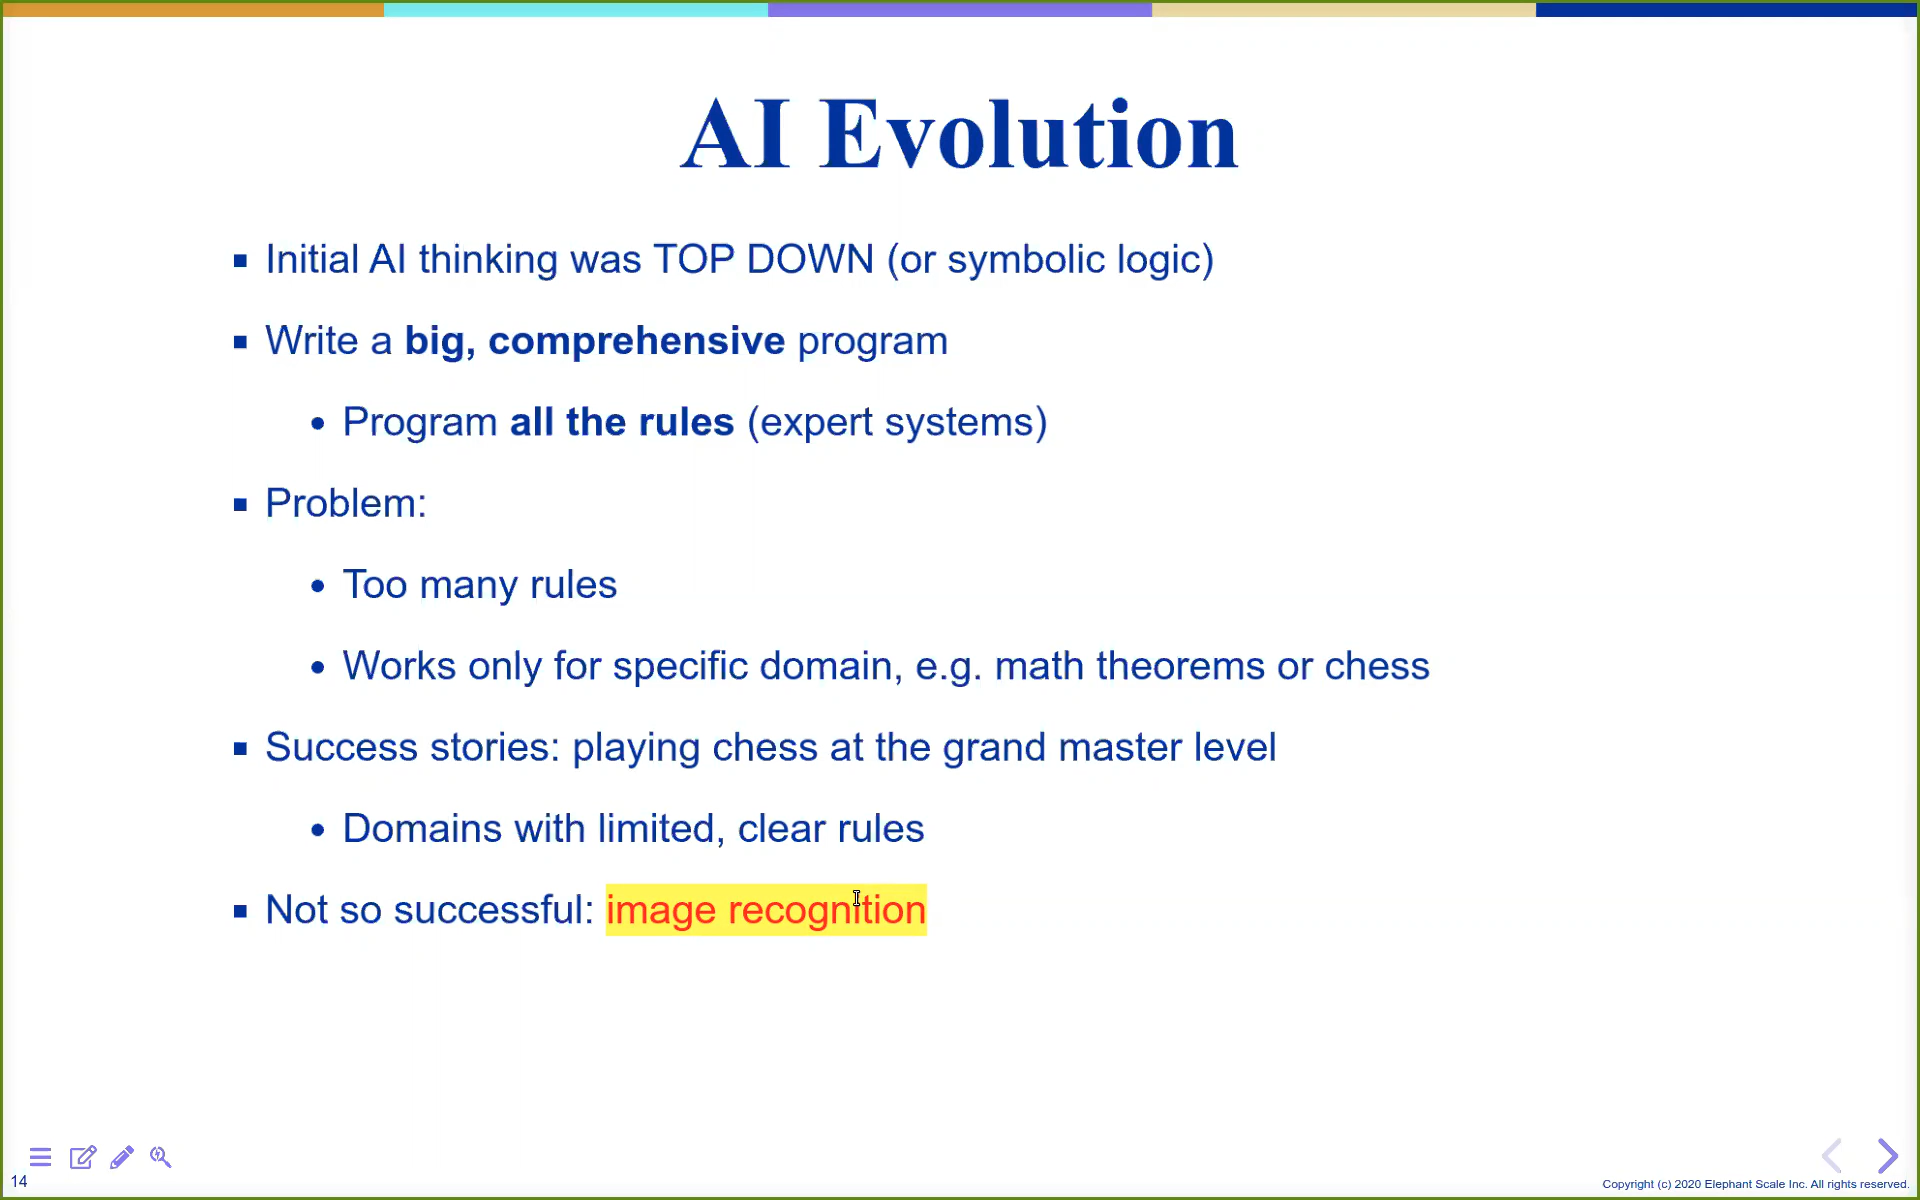 AI Evolution
Initial AI thinking was TOP DOWN (or symbolic logic)
Write a big, comprehensive program
Program all the rules (expert systems)
Problem:
Too many rules
Works only for specific domain, e.g. math theorems or chess
Success stories: playing chess at the grand master level
Domains with limited, clear rules
Not so successful: image recognition
14
Copyright (c) 2020 Elephant Scale Inc. All rights reserved.